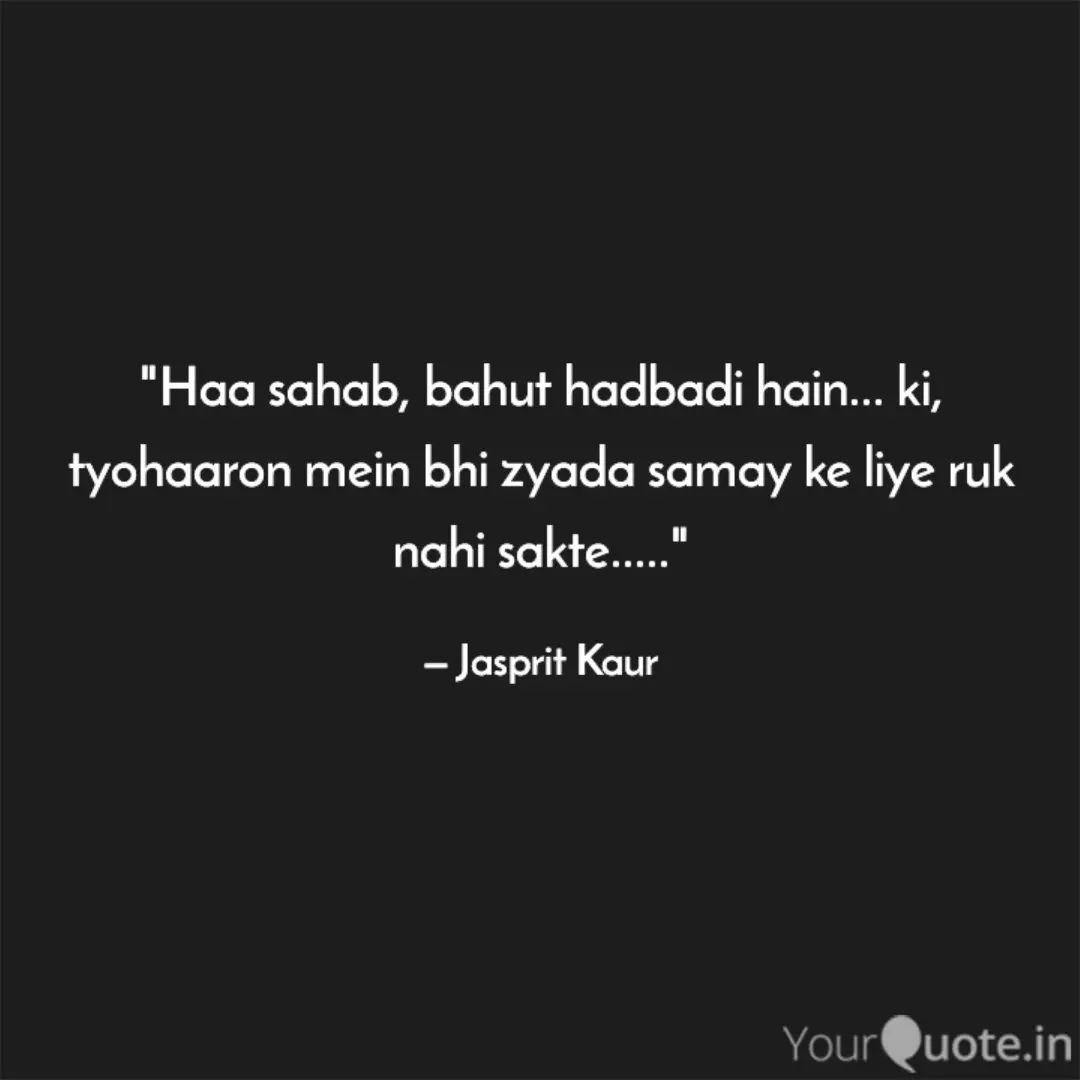 "Haa sahab, bahut hadbadi hain... ki,
tyohaaron mein bhi zyada samay ke liye ruk
nahi sakte....."
– Jasprit Kaur
YourQuote.in